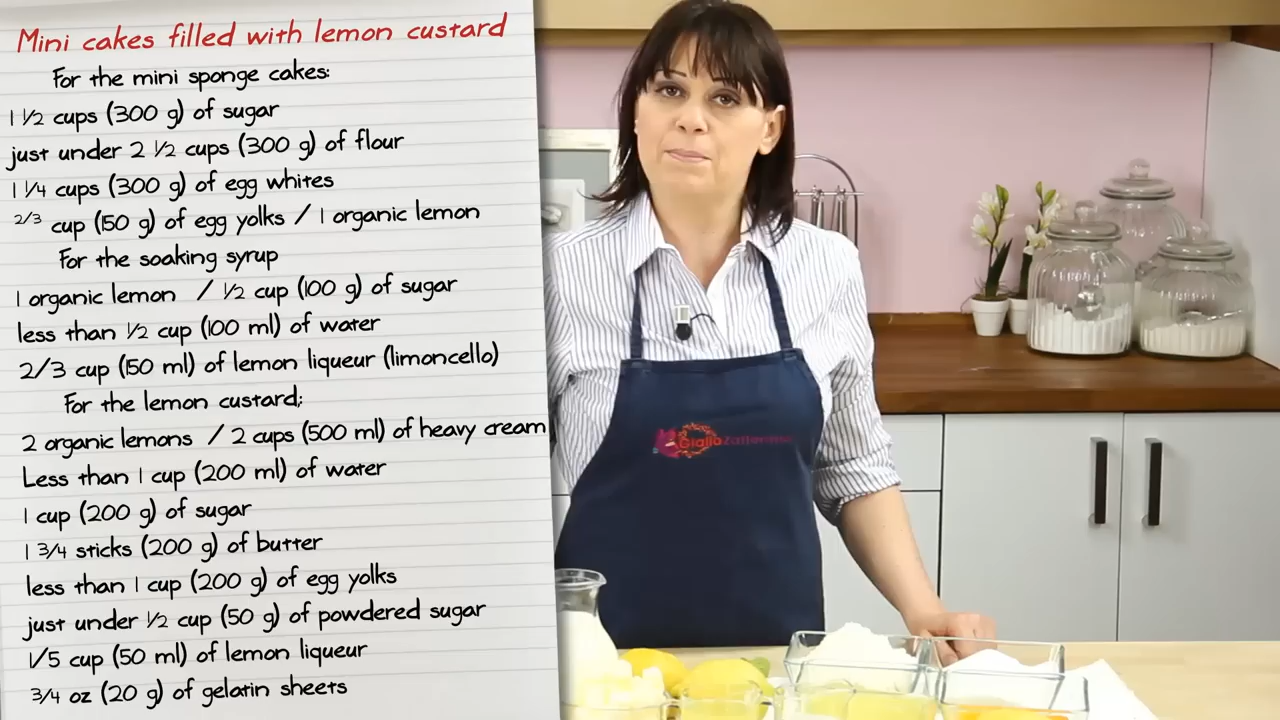 Mini cakes filled with lemon custard
For the mini sponge cakes:
1 1/2 cups (300 g) of sugar
just under 2 1/2 cups (300 g) of flour
1 1/4 cups (300 g) of egg whites
2/3 cup (150 g) of egg yolks / 1 organic lemon
For the soaking syrup
1 organic lemon / 1/2 cup (100 g) of sugar
less than 1/2 cup (100 ml) of water
2/3 cup (150 ml) of lemon liqueur (limoncello)
For the lemon custard:
2 organic lemons / 2 cups (500 ml) of heavy cream
Less than 1 cup (200 ml) of water
1 cup (200 g) of sugar
1 3/4 sticks (200 g) of butter
less than 1 cup (200 g) of egg yolks
just under 1/2 cup (50 g) of powdered sugar
1/5 cup (50 ml) of lemon liqueur
3/4 oz (20 g) of gelatin sheets
GialloZafferano